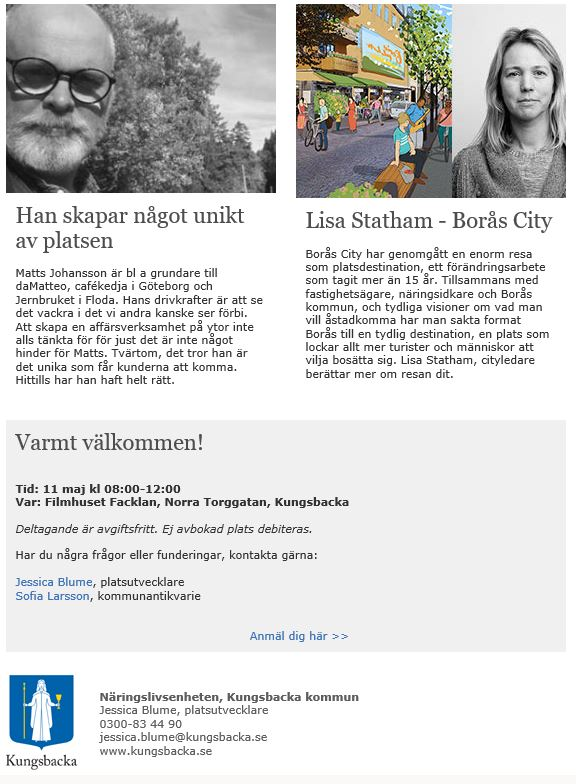 Han skapar något unikt
av platsen
Matts Johansson är bl a grundare till
daMatteo, cafékedja i Göteborg och
Jernbruket i Floda. Hans drivkrafter är att se
det vackra i det vi andra kanske ser förbi.
Att skapa en affärsverksamhet på ytor inte
alls tänkta för för just det är inte något
hinder för Matts. Tvärtom, det tror han är
det unika som får kunderna att komma.
Hittills har han haft helt rätt.
Lisa Statham - Borås City
Borås City har genomgått en enorm resa
som platsdestination, ett förändringsarbete
som tagit mer än 15 år. Tillsammans med
fastighetsägare, näringsidkare och Borås
kommun, och tydliga visioner om vad man
vill åstadkomma har man sakta format
Borås till en tydlig destination, en plats som
lockar allt mer turister och människor att
vilja bosätta sig. Lisa Statham, cityledare
berättar mer om resan dit.
Varmt välkommen!
Tid: 11 maj kl 08:00-12:00
Var: Filmhuset Facklan, Norra Torggatan, Kungsbacka
Deltagande är avgiftsfritt. Ej avbokad plats debiteras.
Har du några frågor eller funderingar, kontakta gärna:
Jessica Blume, platsutvecklare
Sofia Larsson, kommunantikvarie
Anmäl dig här >>
Näringslivsenheten, Kungsbacka kommun
Jessica Blume, platsutvecklare
0300-83 44 90
jessica.blume@kungsbacka.se
www.kungsbacka.se
Kungsbacka